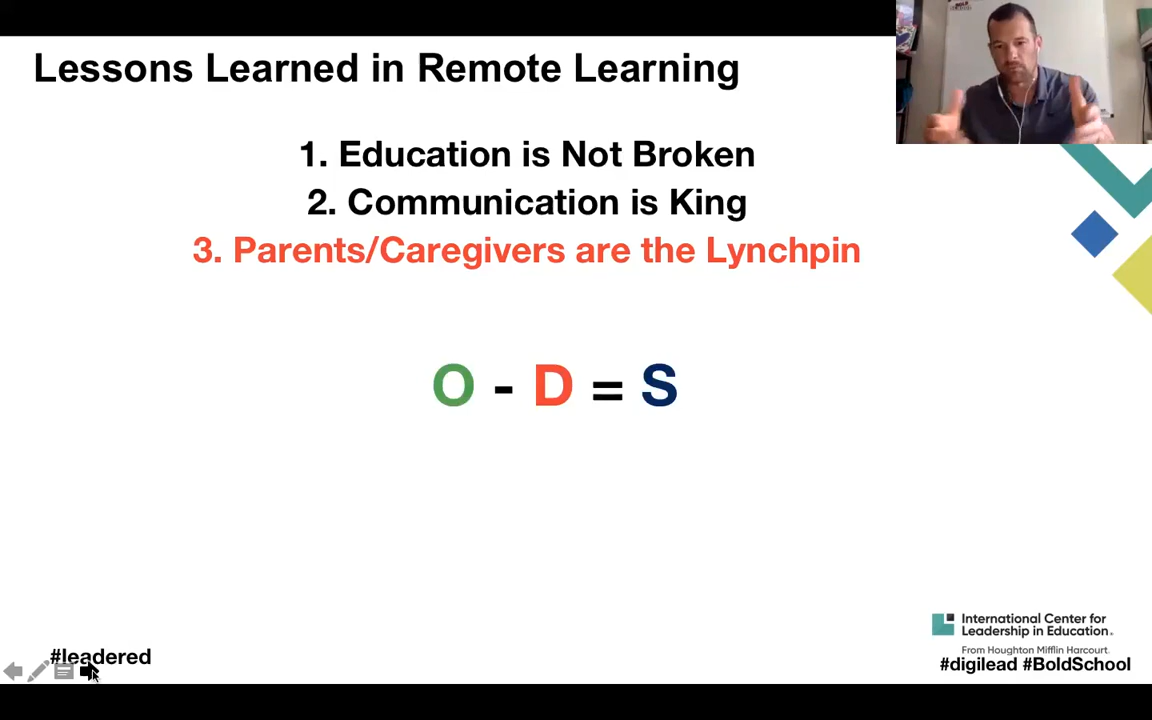 Lessons Learned in Remote Learning
1. Education is Not Broken
2. Communication is King
3. Parents/Caregivers are the Lynchpin
O - D = S
International Center for
Leadership in Education.
From Houghton Mifflin Harcourt.
#leadered
#digilead #BoldSchool